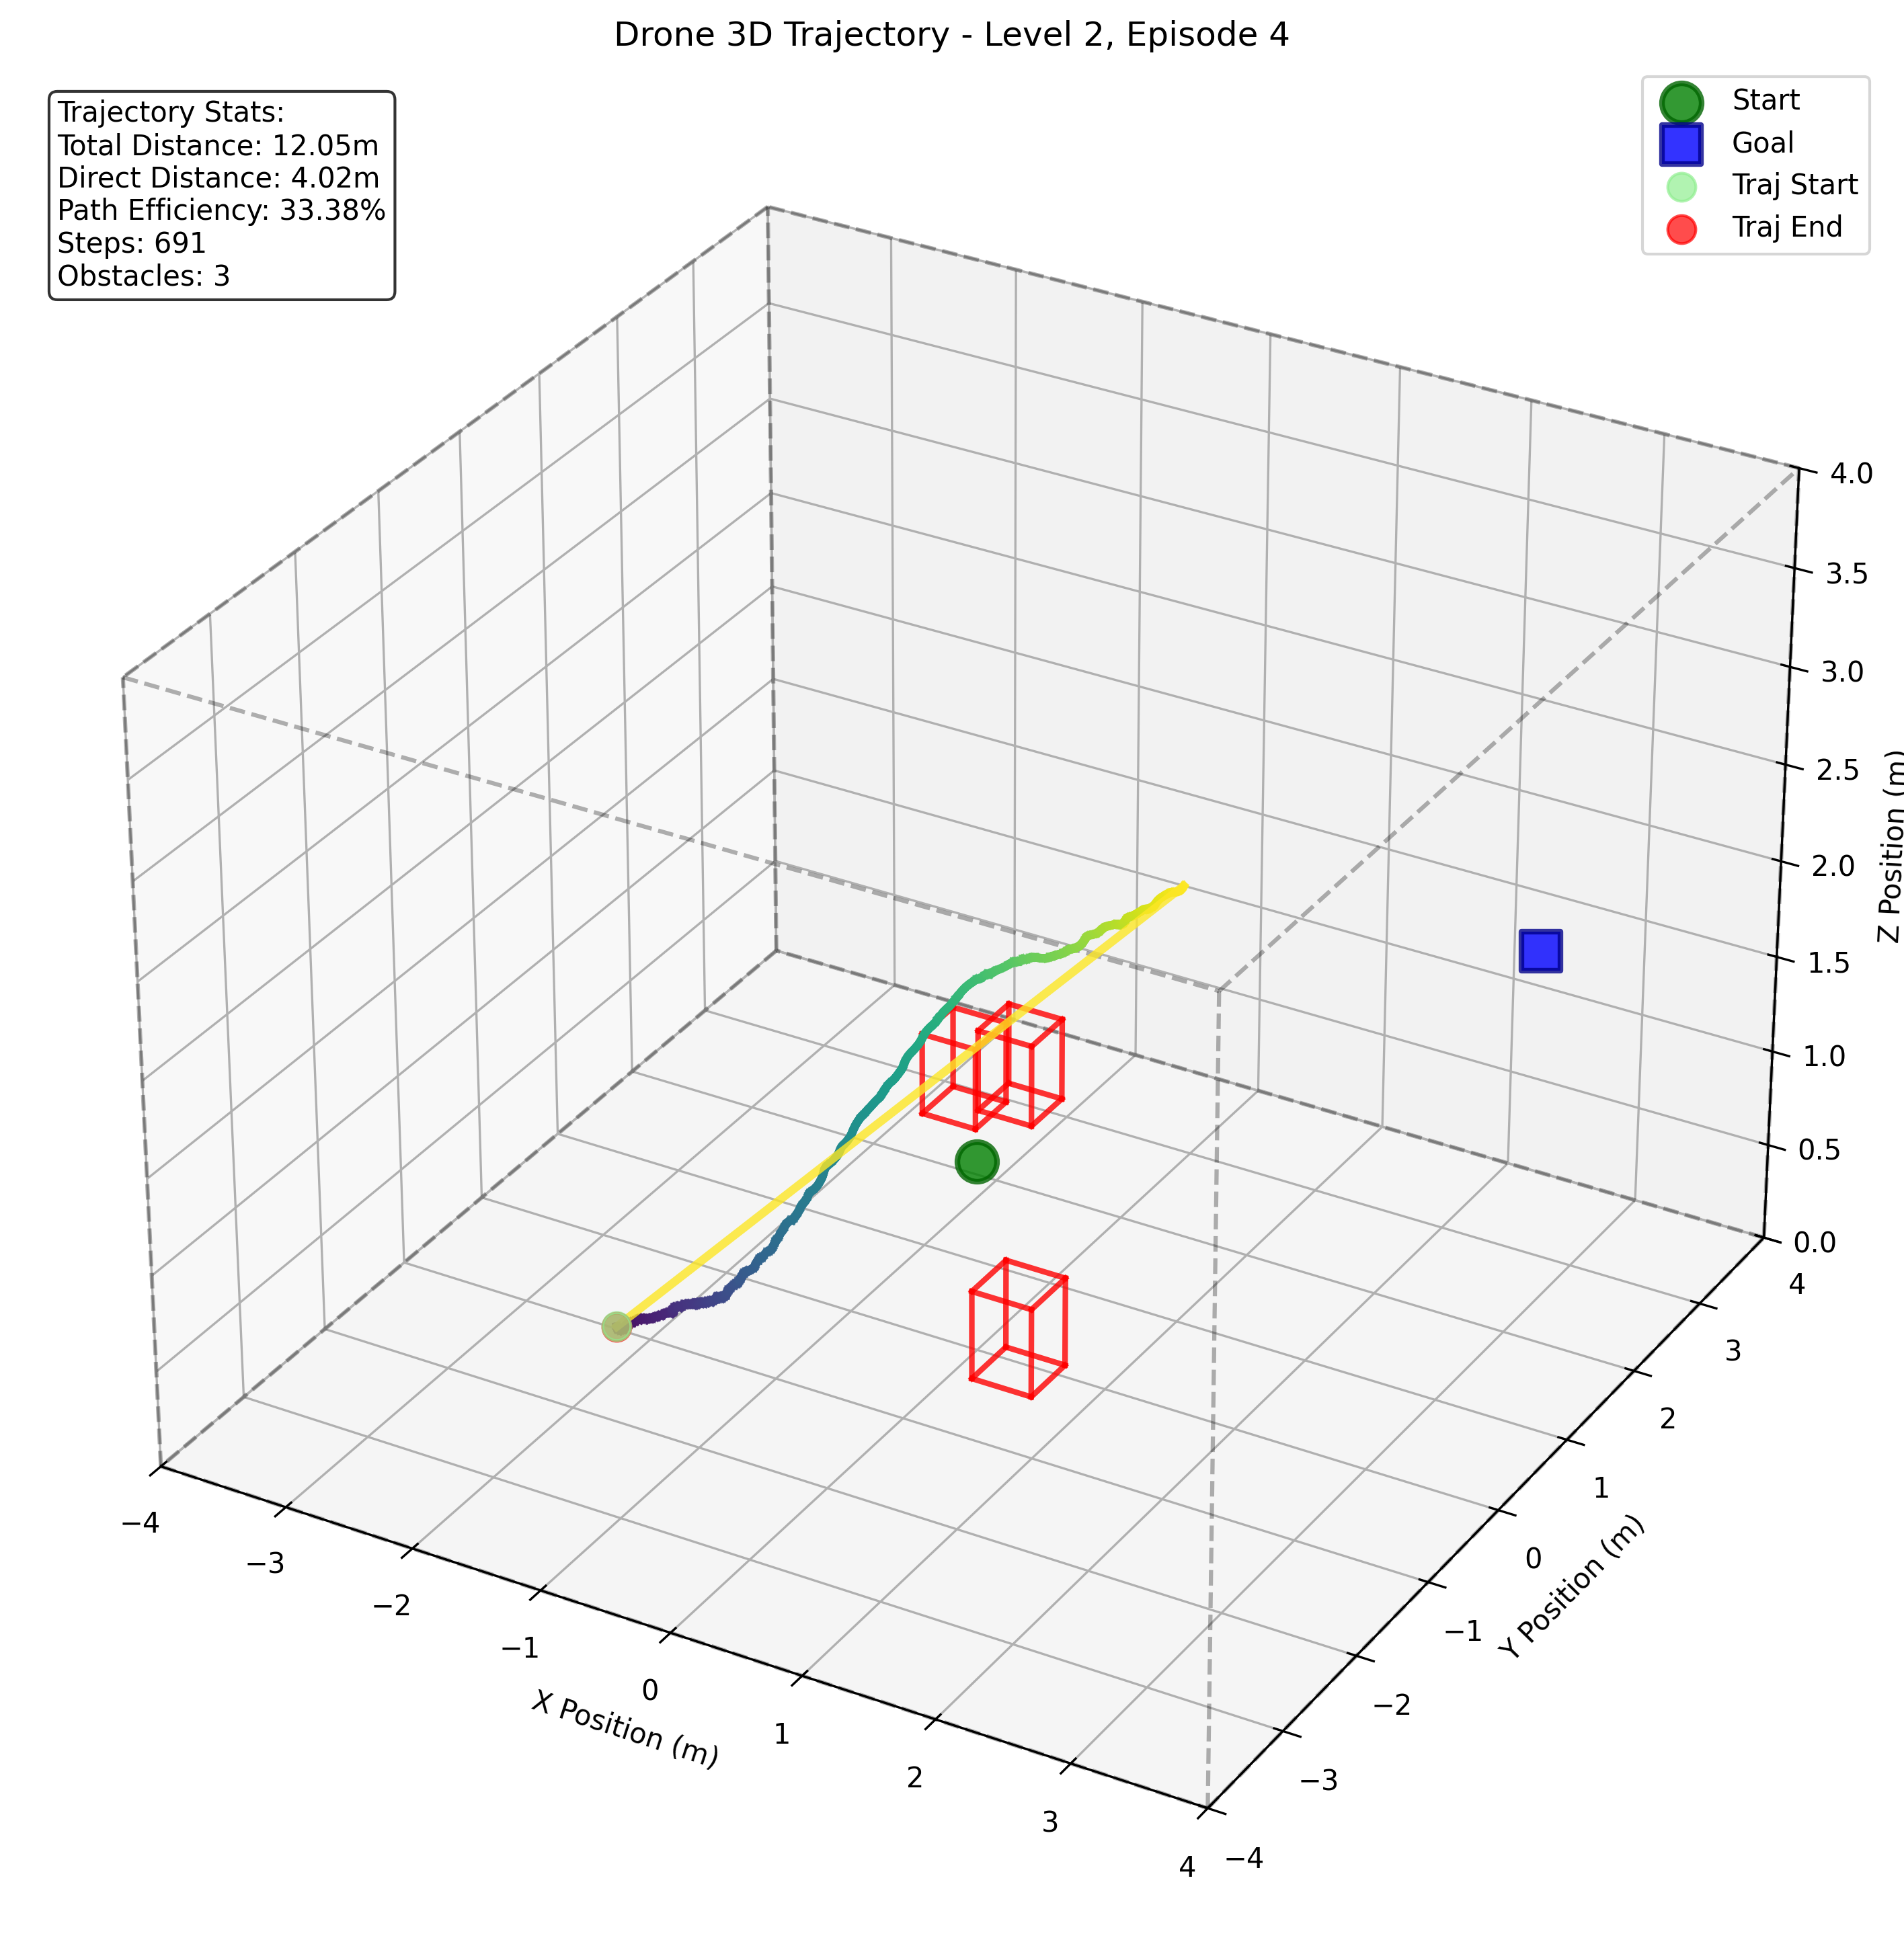 Drone 3D Trajectory - Level 2, Episode 4
Trajectory Stats:
Total Distance: 12.05m
Direct Distance: 4.02m
Path Efficiency: 33.38%
Steps: 691
Obstacles: 3
Start
Goal
Traj Start
Traj End
4.0
3.5
3.0
2.5
2.0
1.5
1.0
0.5
0.0
Z Position (m)
4
3
2
1
0
−1
−2
−3
−4
Y Position (m)
−4
−3
−2
−1
0
1
2
3
4
X Position (m)